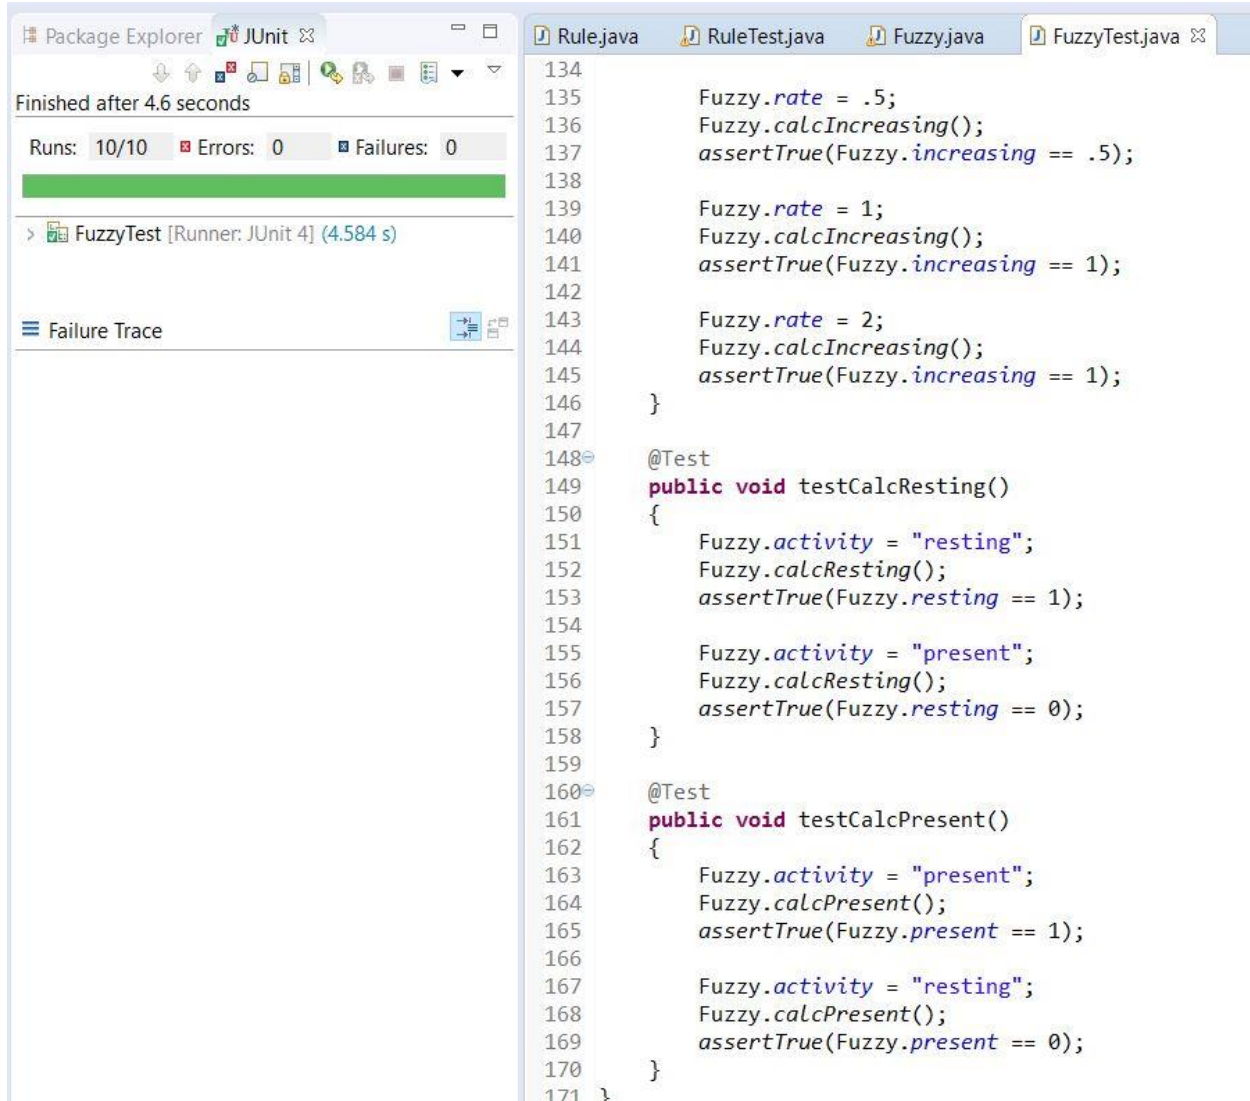 Package Explorer JUnit
Finished after 4.6 seconds
Runs: 10/10 Errors: 0 Failures: 0
FuzzyTest [Runner: JUnit 4] (4.584 s)
Failure Trace
Rule.java RuleTest.java Fuzzy.java FuzzyTest.java
134
135 Fuzzy.rate = .5;
136 Fuzzy.calcIncreasing();
137 assertTrue(Fuzzy.increasing == .5);
138
139 Fuzzy.rate = 1;
140 Fuzzy.calcIncreasing();
141 assertTrue(Fuzzy.increasing == 1);
142
143 Fuzzy.rate = 2;
144 Fuzzy.calcIncreasing();
145 assertTrue(Fuzzy.increasing == 1);
146 }
147
148 @Test
149 public void testCalcResting()
150 {
151 Fuzzy.activity = "resting";
152 Fuzzy.calcResting();
153 assertTrue(Fuzzy.resting == 1);
154
155 Fuzzy.activity = "present";
156 Fuzzy.calcResting();
157 assertTrue(Fuzzy.resting == 0);
158 }
159
160 @Test
161 public void testCalcPresent()
162 {
163 Fuzzy.activity = "present";
164 Fuzzy.calcPresent();
165 assertTrue(Fuzzy.present == 1);
166
167 Fuzzy.activity = "resting";
168 Fuzzy.calcPresent();
169 assertTrue(Fuzzy.present == 0);
170 }
171 }